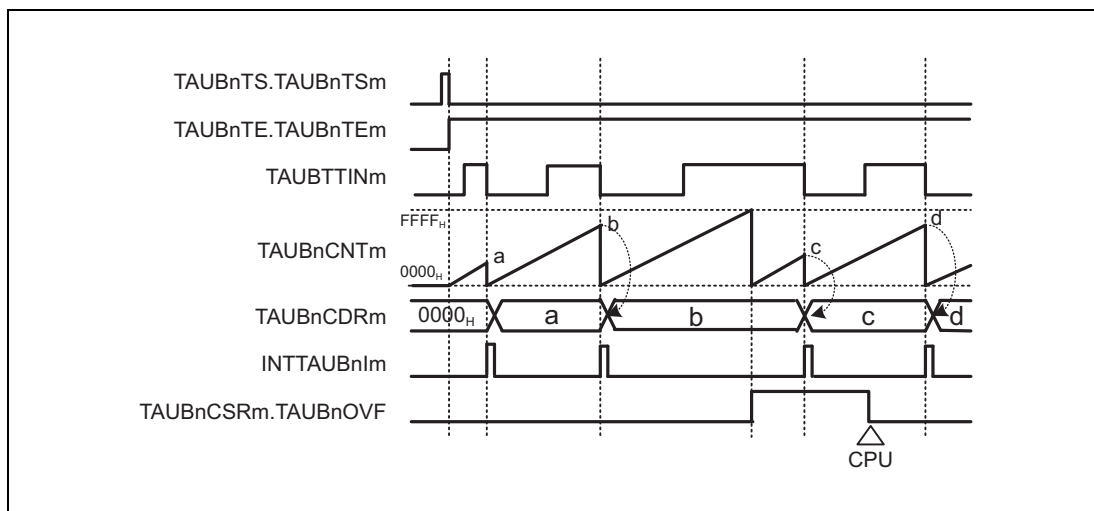 TAUBnTS.TAUBnTSm
TAUBnTE.TAUBnTEm
TAUBTTINm
FFFFH
TAUBnCNTm
0000H
a
b
c
d
TAUBnCDRm
0000H
a
b
c
d
INTTAUBnIm
TAUBnCSRm.TAUBnOVF
CPU